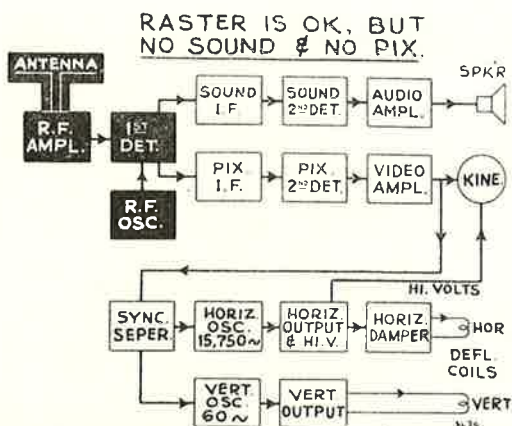 RASTER IS OK, BUT
NO SOUND & NO PIX.
ANTENNA
SPK'R
R.F.
AMPL.
1ST
DET.
SOUND
I.F.
SOUND
2ND DET.
AUDIO
AMPL.
PIX
I.F.
PIX
2ND DET.
VIDEO
AMPL.
KINE.
R.F.
OSC.
HI. VOLTS
SYNC.
SEPER.
HORIZ.
OSC.
15,750~
HORIZ.
OUTPUT
& HI.V.
HORIZ.
DAMPER
HOR
DEFL.
COILS
VERT.
OSC.
60~
VERT
OUTPUT
VERT